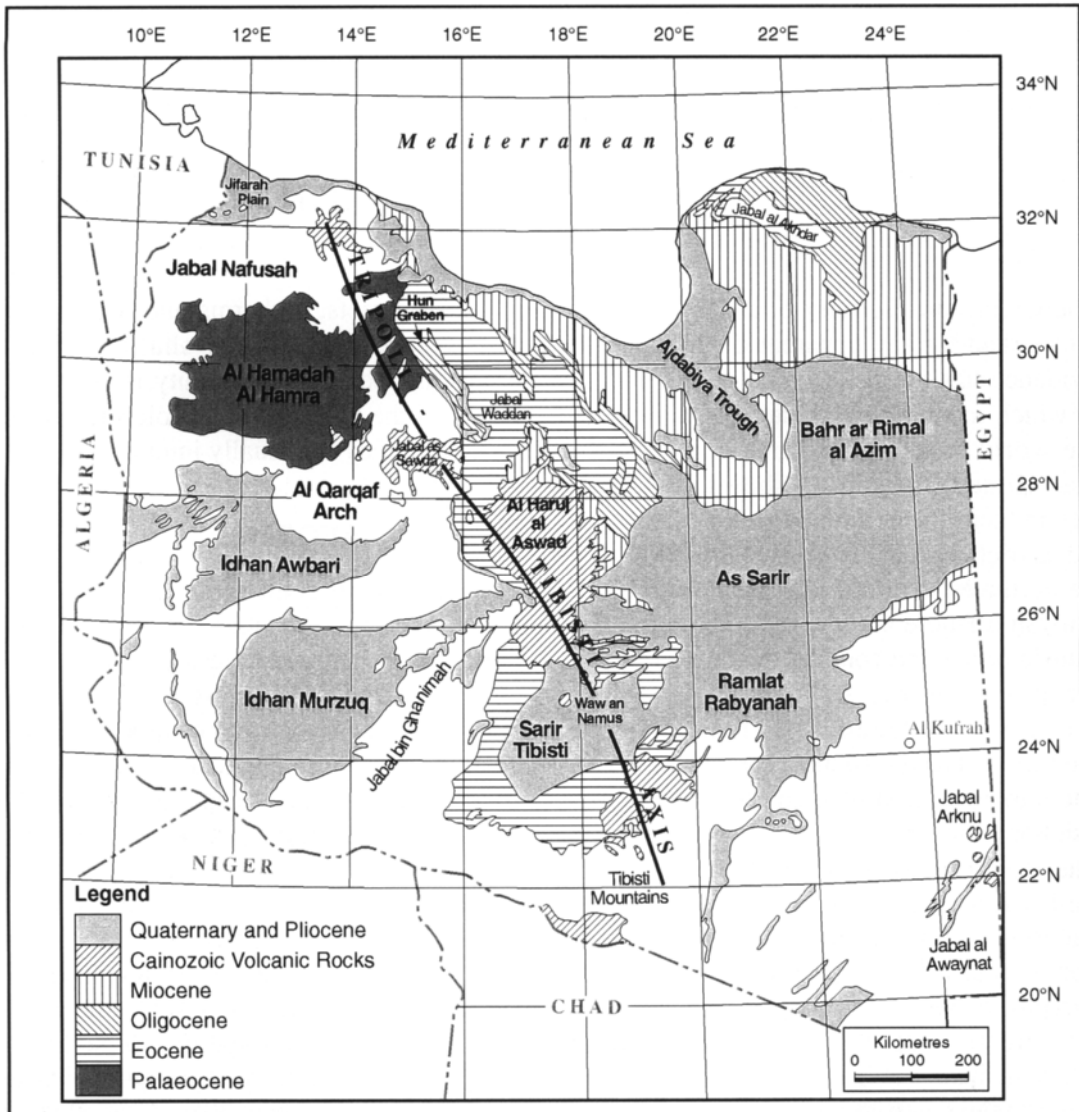 10°E 12°E 14°E 16°E 18°E 20°E 22°E 24°E
34°N
Mediterranean Sea
TUNISIA
Jifarah
Plain
32°N
Jabal al Akhdar
Jabal Nafusah
TRIPOLI
Hun
Graben
30°N
Al Hamadah
Al Hamra
Ajdabiya Trough
Jabal
Waddan
Bahr ar Rimal
al Azim
EGYPT
ALGERIA
Jabal as
Sawda
28°N
Al Qarqaf
Arch
Al Haruj
al
Aswad
Idhan Awbari
As Sarir
TIBISTI
26°N
Idhan Murzuq
Jabal bin Ghanimah
Ramlat
Rabyanah
Waw an
Namus
Sarir
Tibisti
Al Kufrah
24°N
AXIS
Jabal
Arknu
NIGER
Tibisti
Mountains
22°N
Jabal al
Awaynat
CHAD
20°N
Legend
Quaternary and Pliocene
Cainozoic Volcanic Rocks
Miocene
Oligocene
Eocene
Palaeocene
Kilometres
0 100 200